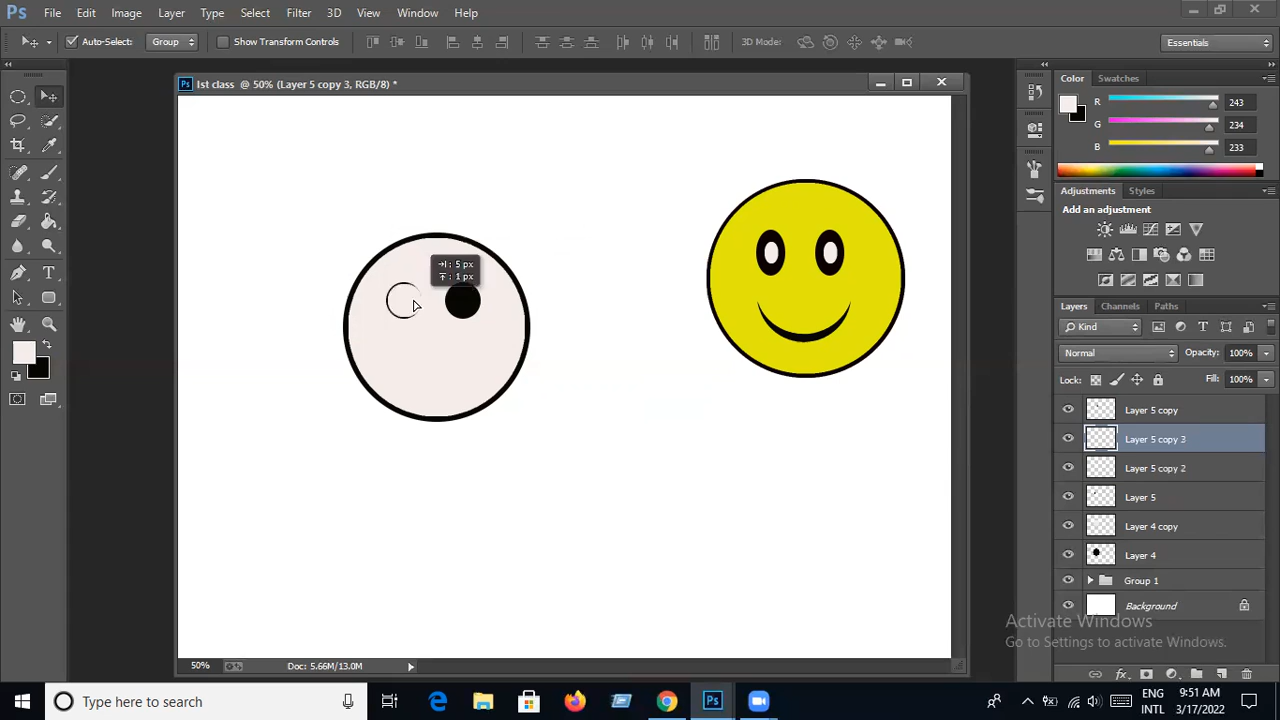 Ps File Edit Image Layer Type Select Filter 3D View Window Help
Auto-Select: Group Show Transform Controls 3D Mode: Essentials
Ps Ist class @ 50% (Layer 5 copy 3, RGB/8) *
Color Swatches
R 243
G 234
B 233
Adjustments Styles
Add an adjustment
: 5 px
: 1 px
Layers Channels Paths
Kind
Normal Opacity: 100%
Lock: Fill: 100%
Layer 5 copy
Layer 5 copy 3
Layer 5 copy 2
Layer 5
Layer 4 copy
Layer 4
Group 1
Background
Activate Windows
Go to Settings to activate Windows.
50% Doc: 5.66M/13.0M
Type here to search
Ps
ENG
INTL
9:51 AM
3/17/2022